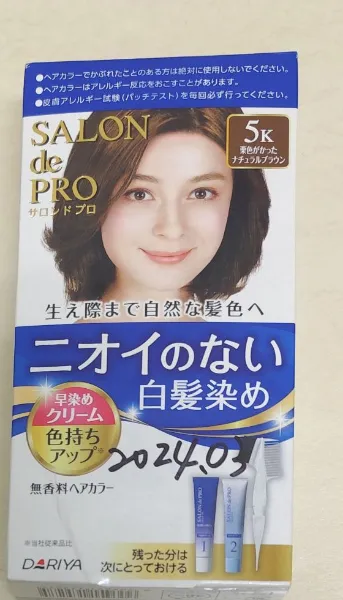 ●ヘアカラーでかぶれたことのある方は絶対に使用しないでください。
●ヘアカラーはアレルギー反応をおこすことがあります。
●皮膚アレルギー試験(パッチテスト)を毎回必ず行ってください。
SALON
de
PRO
サロンドプロ
5K
栗色がかった
ナチュラルブラウン
生え際まで自然な髪色へ
ニオイのない
白髪染め
早染め
クリーム
色持ち
アップ※
2024.03
無香料ヘアカラー
※当社従来品比
SALON de PRO
1
SALON de PRO
2
DARIYA
残った分は
次にとっておける